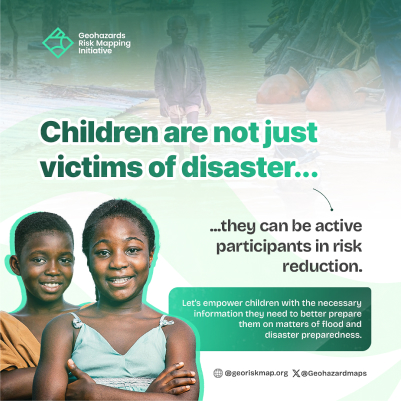 Geohazards
Risk Mapping
Initiative
Children are not just
victims of disaster...
...they can be active
participants in risk
reduction.
Let's empower children with the necessary
information they need to better prepare
them on matters of flood and
disaster preparedness.
@georiskmap.org @Geohazardmaps